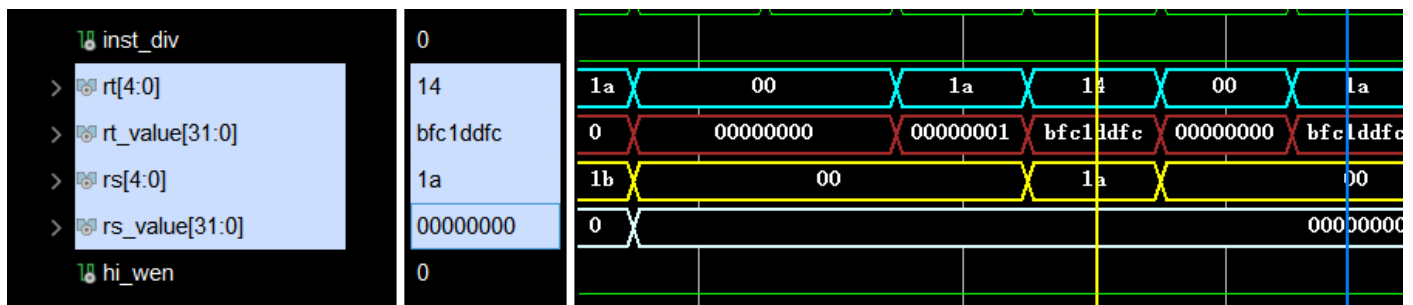 inst_div 0
rt[4:0] 14 1a 00 1a 14 00 1a
rt_value[31:0] bfc1ddfc 0 00000000 00000001 bfc1ddfc 00000000 bfc1ddfc
rs[4:0] 1a 1b 00 1a 00
rs_value[31:0] 00000000 0 00000000
hi_wen 0